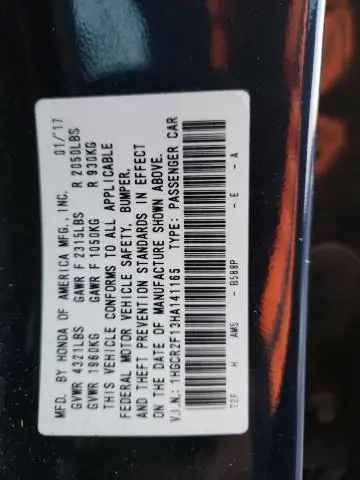 MFD. BY HONDA OF AMERICA MFG., INC. 01/17
GVWR 4321LBS GAWR F 2315LBS R 2050LBS
GVWR 1960KG GAWR F 1050KG R 930KG
THIS VEHICLE CONFORMS TO ALL APPLICABLE
FEDERAL MOTOR VEHICLE SAFETY, BUMPER,
AND THEFT PREVENTION STANDARDS IN EFFECT
ON THE DATE OF MANUFACTURE SHOWN ABOVE.
V.I.N.: 1HGCR2F13HA141165 TYPE: PASSENGER CAR
T2F H AM5 - B588P - E - A